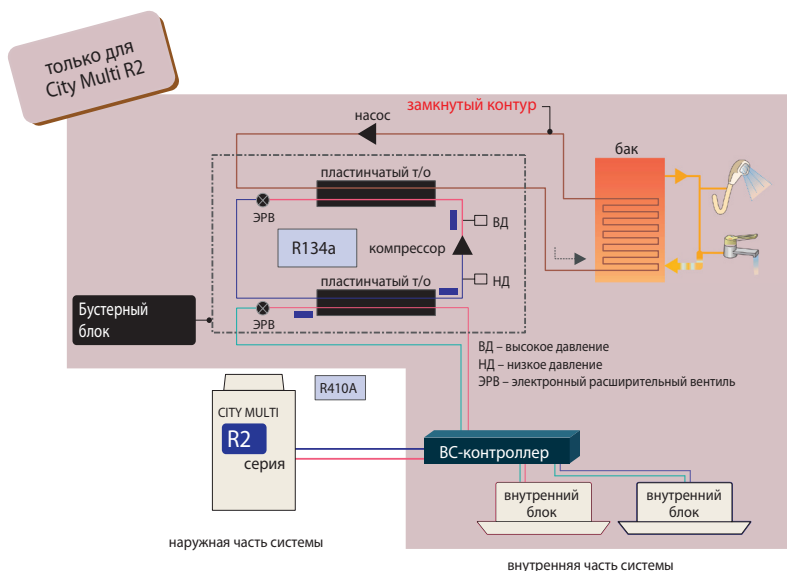 только для
City Multi R2
замкнутый контур
насос
бак
пластинчатый т/о
ЭРВ
ВД
R134a
компрессор
пластинчатый т/о
НД
Бустерный
блок
ЭРВ
ВД – высокое давление
НД – низкое давление
ЭРВ – электронный расширительный вентиль
R410A
CITY MULTI
R2
серия
BC-контроллер
внутренний
блок
внутренний
блок
наружная часть системы
внутренняя часть системы